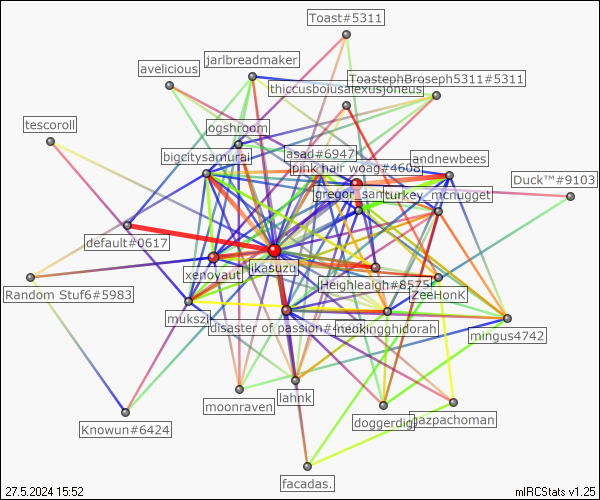 Toast#5311
jarlbreadmaker
avelicious
ToastephBroseph5311#5311
thiccusboiusalexusjoneus
tescoroll
ogshroom
asad#6947
bigcitysamurai
andnewbees
pink hair woag#4608
Duck™#9103
gregor_sam
turkey_mcnugget
default#0617
xenoyaut
likasuzu
Heighleaigh#8575
Random Stuf6#5983
ZeeHonK
mukszi
disaster of passion#4
neokingghidorah
mingus4742
lahnk
moonraven
doggerdig
gazpachoman
Knowun#6424
facadas.
27.5.2024 15:52
mIRCStats v1.25